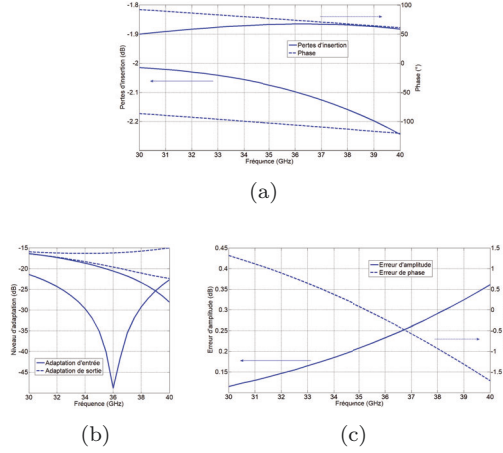 -1.8
-1.9
-2
-2.1
-2.2
Pertes d'insertion (dB)
100
50
0
-50
-100
Phase (°)
Pertes d'insertion
Phase
30 31 32 33 34 35 36 37 38 39 40
Fréquence (GHz)
(a)
-15
-20
-25
-30
-35
-40
-45
Niveau d'adaptation (dB)
Adaptation d'entrée
Adaptation de sortie
30 32 34 36 38 40
Fréquence (GHz)
(b)
0.45
0.4
0.35
0.3
0.25
0.2
0.15
Erreur d'amplitude (dB)
1.5
1
0.5
0
-0.5
-1
-1.5
Erreur d'amplitude
Erreur de phase
30 31 32 33 34 35 36 37 38 39 40
Fréquence (GHz)
(c)